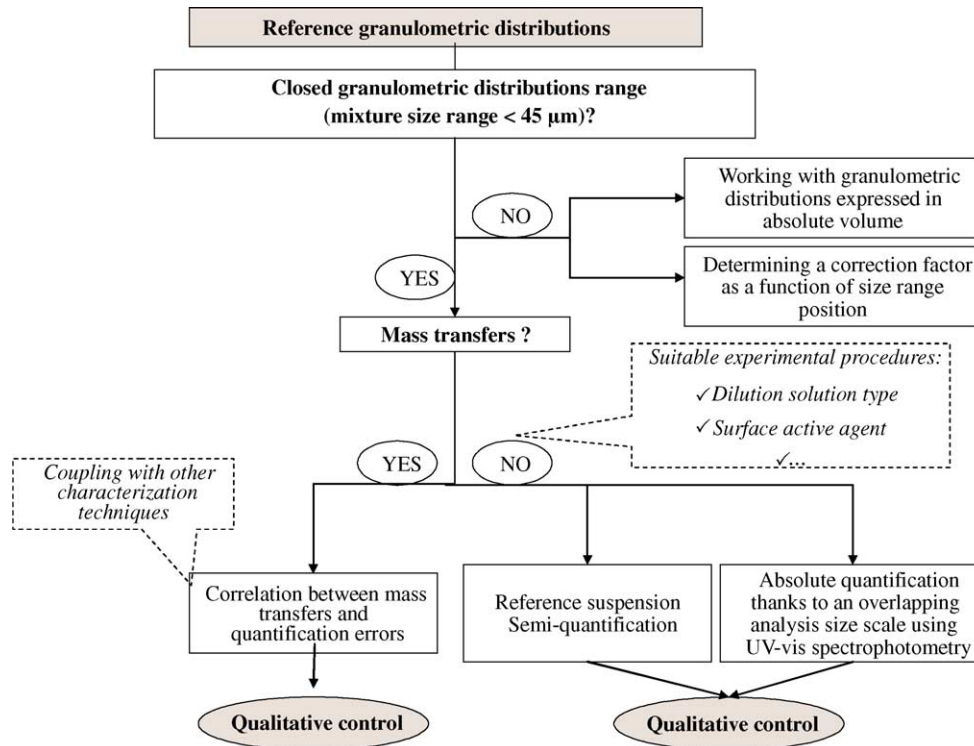 Reference granulometric distributions
Closed granulometric distributions range
(mixture size range < 45 µm)?
NO
Working with granulometric
distributions expressed in
absolute volume
Determining a correction factor
as a function of size range
position
YES
Mass transfers ?
Suitable experimental procedures:
✓ Dilution solution type
✓ Surface active agent
✓...
YES
NO
Coupling with other
characterization
techniques
Correlation between mass
transfers and
quantification errors
Reference suspension
Semi-quantification
Absolute quantification
thanks to an overlapping
analysis size scale using
UV-vis spectrophotometry
Qualitative control
Qualitative control